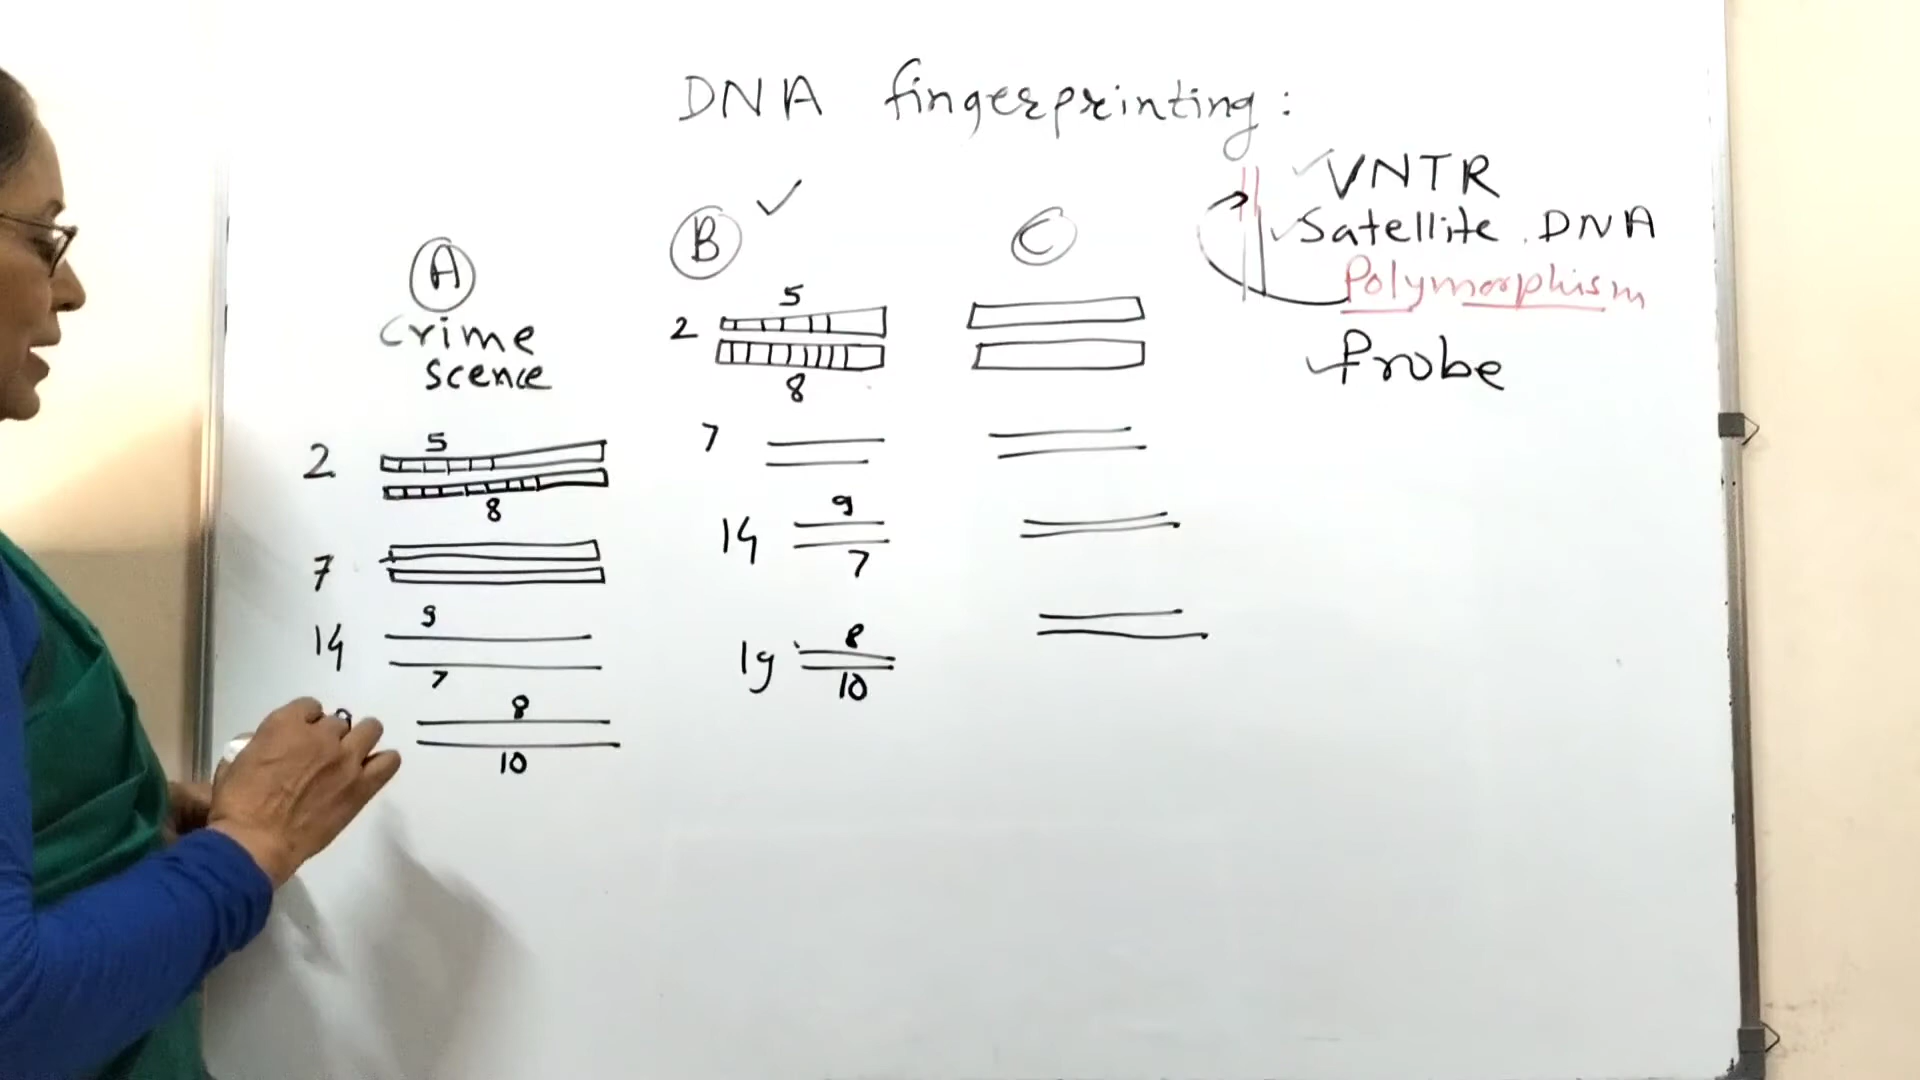 DNA fingerprinting:
VNTR
Satellite DNA
Polymorphism
Probe
A
Crime
scence
2 5
8
7
14 9
7
8
10
B
2 5
8
7
14 9
7
19 8
10
C